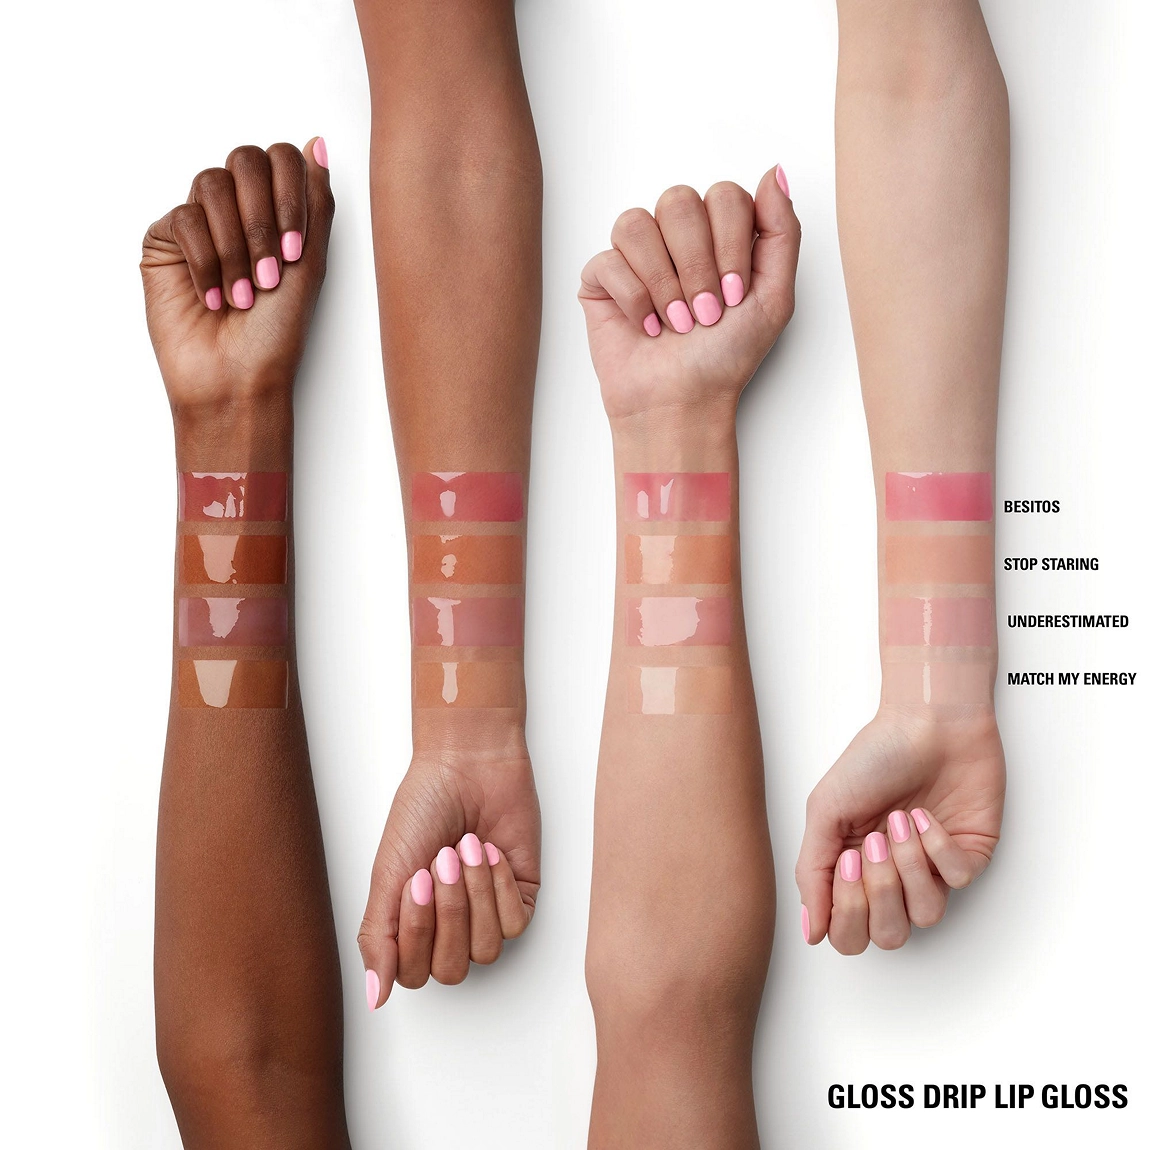 BESITOS
STOP STARING
UNDERESTIMATED
MATCH MY ENERGY
GLOSS DRIP LIP GLOSS